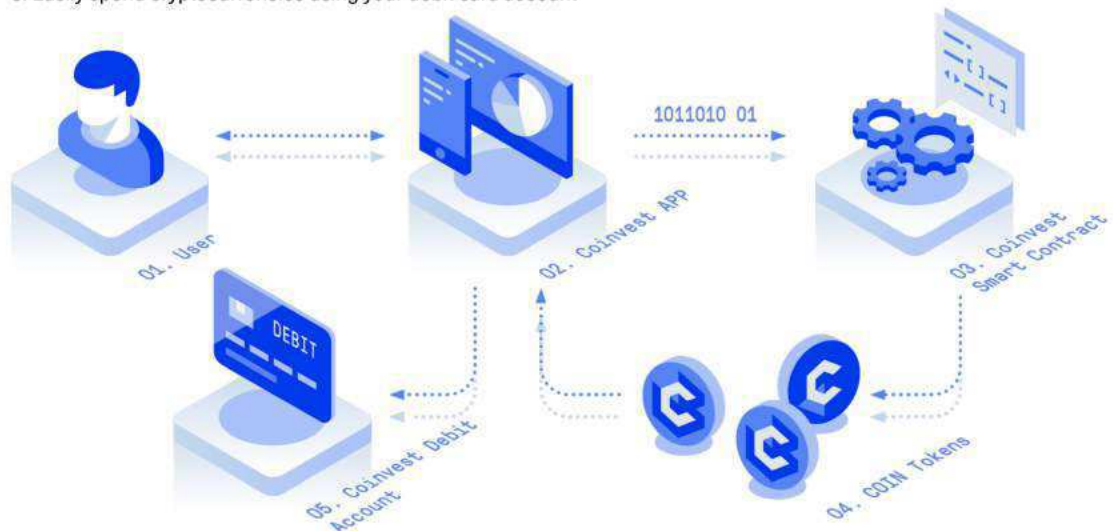 1011010 01
01. User
02. Coinvest APP
03. Coinvest
Smart Contract
DEBIT
05. Coinvest Debit
Account
04. COIN Tokens